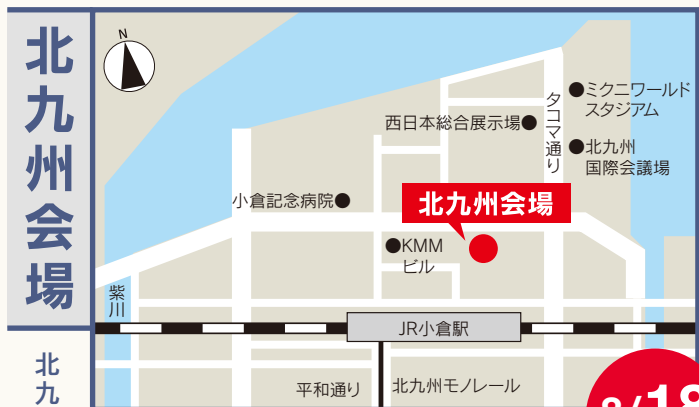 北九州会場
N
ミクニワールド
スタジアム
タコマ通り
西日本総合展示場
北九州
国際会議場
小倉記念病院
北九州会場
KMM
ビル
紫川
JR小倉駅
北九
平和通り
北九州モノレール
8/18